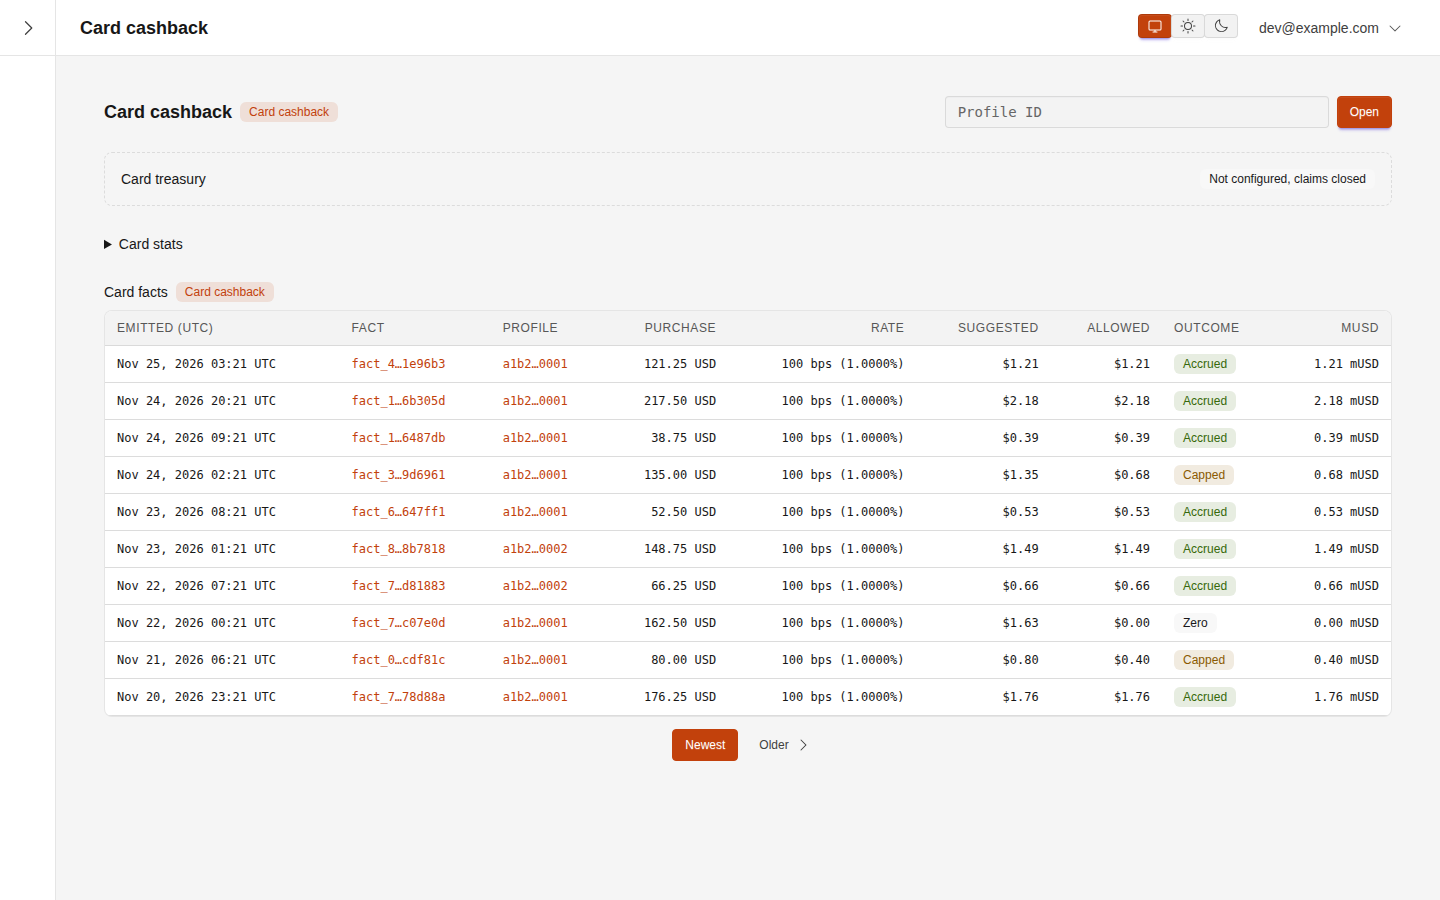 Card cashback
dev@example.com
Card cashback Card cashback
Profile ID
Open
Card treasury
Not configured, claims closed
Card stats
Card facts Card cashback
EMITTED (UTC) FACT PROFILE PURCHASE RATE SUGGESTED ALLOWED OUTCOME MUSD
Nov 25, 2026 03:21 UTC fact_4…1e96b3 a1b2…0001 121.25 USD 100 bps (1.0000%) $1.21 $1.21 Accrued 1.21 mUSD
Nov 24, 2026 20:21 UTC fact_1…6b305d a1b2…0001 217.50 USD 100 bps (1.0000%) $2.18 $2.18 Accrued 2.18 mUSD
Nov 24, 2026 09:21 UTC fact_1…6487db a1b2…0001 38.75 USD 100 bps (1.0000%) $0.39 $0.39 Accrued 0.39 mUSD
Nov 24, 2026 02:21 UTC fact_3…9d6961 a1b2…0001 135.00 USD 100 bps (1.0000%) $1.35 $0.68 Capped 0.68 mUSD
Nov 23, 2026 08:21 UTC fact_6…647ff1 a1b2…0001 52.50 USD 100 bps (1.0000%) $0.53 $0.53 Accrued 0.53 mUSD
Nov 23, 2026 01:21 UTC fact_8…8b7818 a1b2…0002 148.75 USD 100 bps (1.0000%) $1.49 $1.49 Accrued 1.49 mUSD
Nov 22, 2026 07:21 UTC fact_7…d81883 a1b2…0002 66.25 USD 100 bps (1.0000%) $0.66 $0.66 Accrued 0.66 mUSD
Nov 22, 2026 00:21 UTC fact_7…c07e0d a1b2…0001 162.50 USD 100 bps (1.0000%) $1.63 $0.00 Zero 0.00 mUSD
Nov 21, 2026 06:21 UTC fact_0…cdf81c a1b2…0001 80.00 USD 100 bps (1.0000%) $0.80 $0.40 Capped 0.40 mUSD
Nov 20, 2026 23:21 UTC fact_7…78d88a a1b2…0001 176.25 USD 100 bps (1.0000%) $1.76 $1.76 Accrued 1.76 mUSD
Newest Older